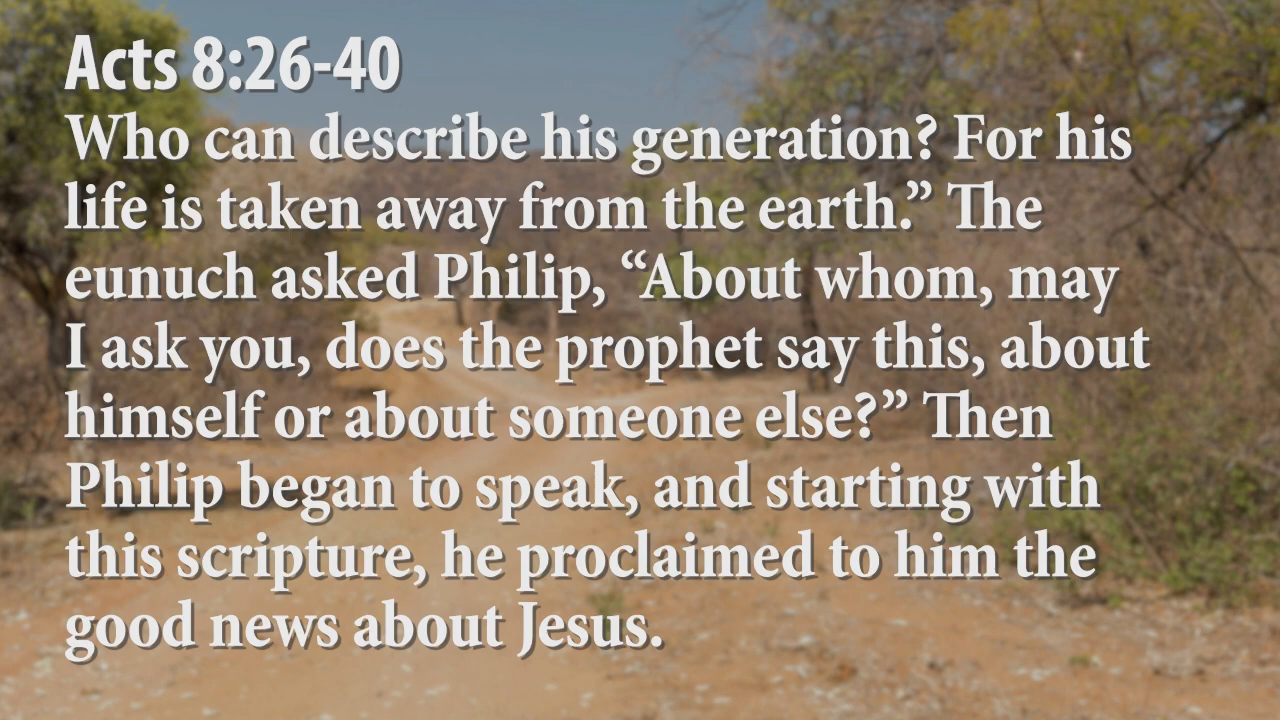 Acts 8:26-40
Who can describe his generation? For his
life is taken away from the earth.” The
eunuch asked Philip, “About whom, may
I ask you, does the prophet say this, about
himself or about someone else?” Then
Philip began to speak, and starting with
this scripture, he proclaimed to him the
good news about Jesus.